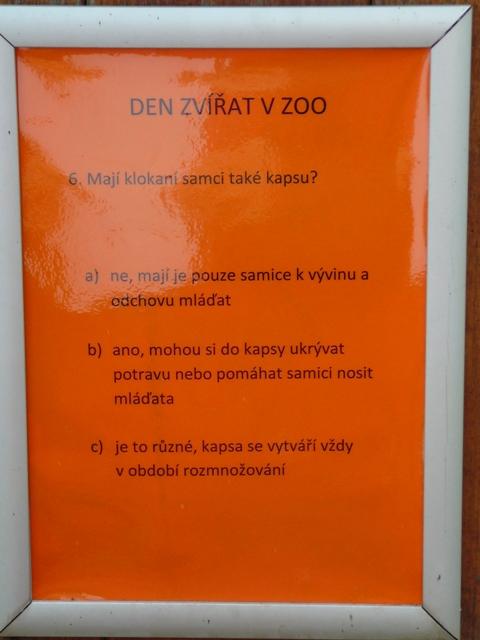 DEN ZVÍŘAT V ZOO
6. Mají klokaní samci také kapsu?
a) ne, mají je pouze samice k vývinu a
odchovu mláďat
b) ano, mohou si do kapsy ukrývat
potravu nebo pomáhat samici nosit
mláďata
c) je to různé, kapsa se vytváří vždy
v období rozmnožování